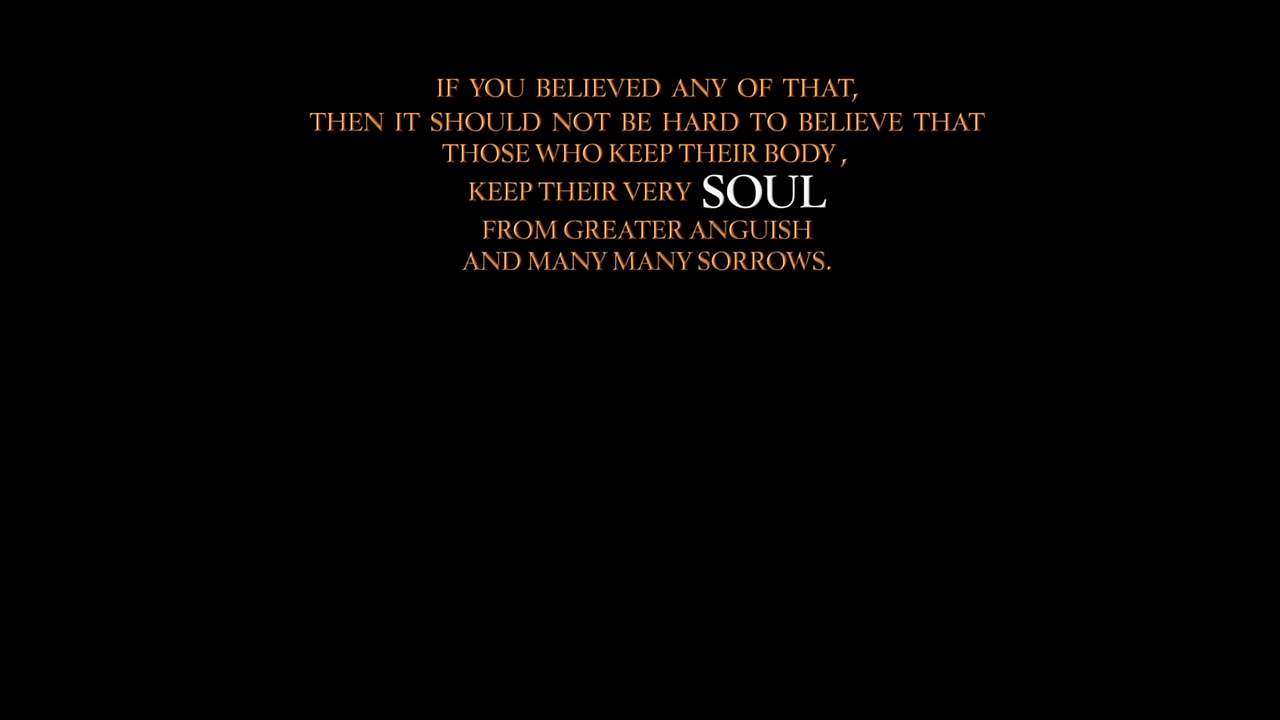 IF YOU BELIEVED ANY OF THAT,
THEN IT SHOULD NOT BE HARD TO BELIEVE THAT
THOSE WHO KEEP THEIR BODY ,
KEEP THEIR VERY SOUL
FROM GREATER ANGUISH
AND MANY MANY SORROWS.